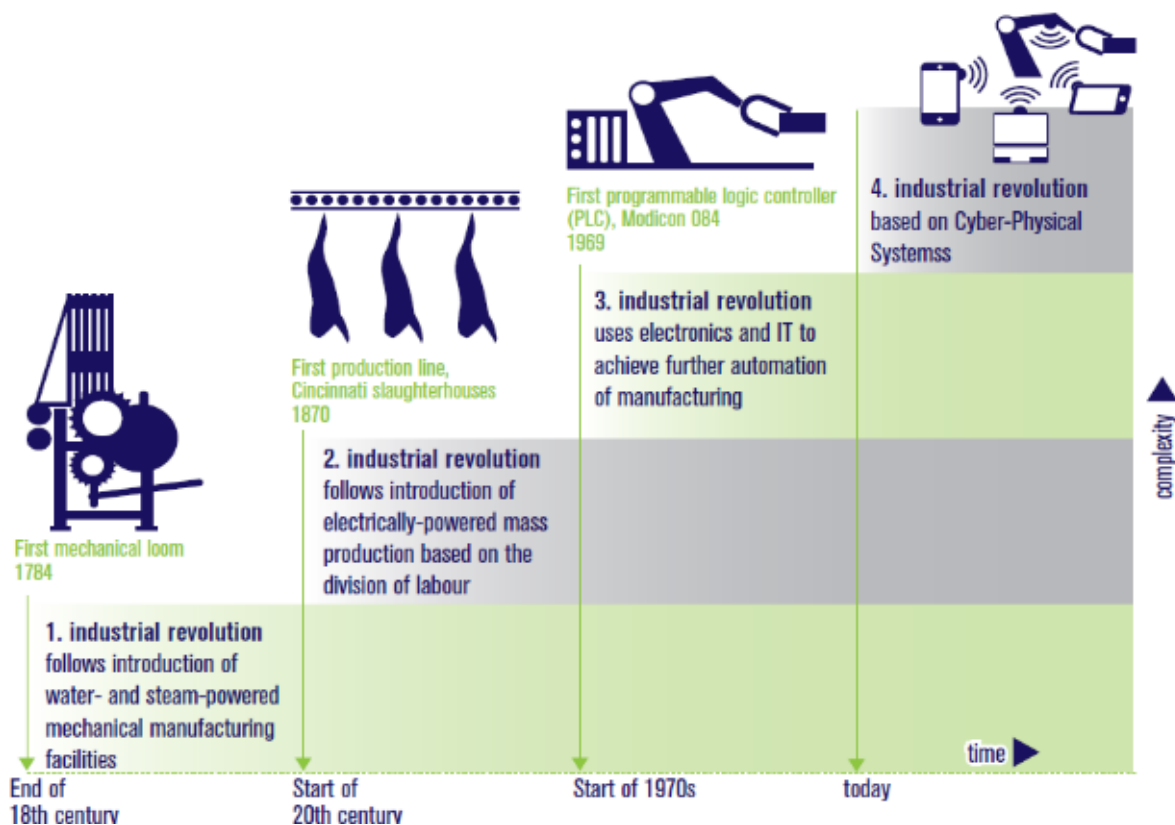 First mechanical loom
1784
1. industrial revolution
follows introduction of
water- and steam-powered
mechanical manufacturing
facilities
End of
18th century
First production line,
Cincinnati slaughterhouses
1870
2. industrial revolution
follows introduction of
electrically-powered mass
production based on the
division of labour
Start of
20th century
First programmable logic controller
(PLC), Modicon 084
1969
3. industrial revolution
uses electronics and IT to
achieve further automation
of manufacturing
Start of 1970s
4. industrial revolution
based on Cyber-Physical
Systemss
today
time
complexity